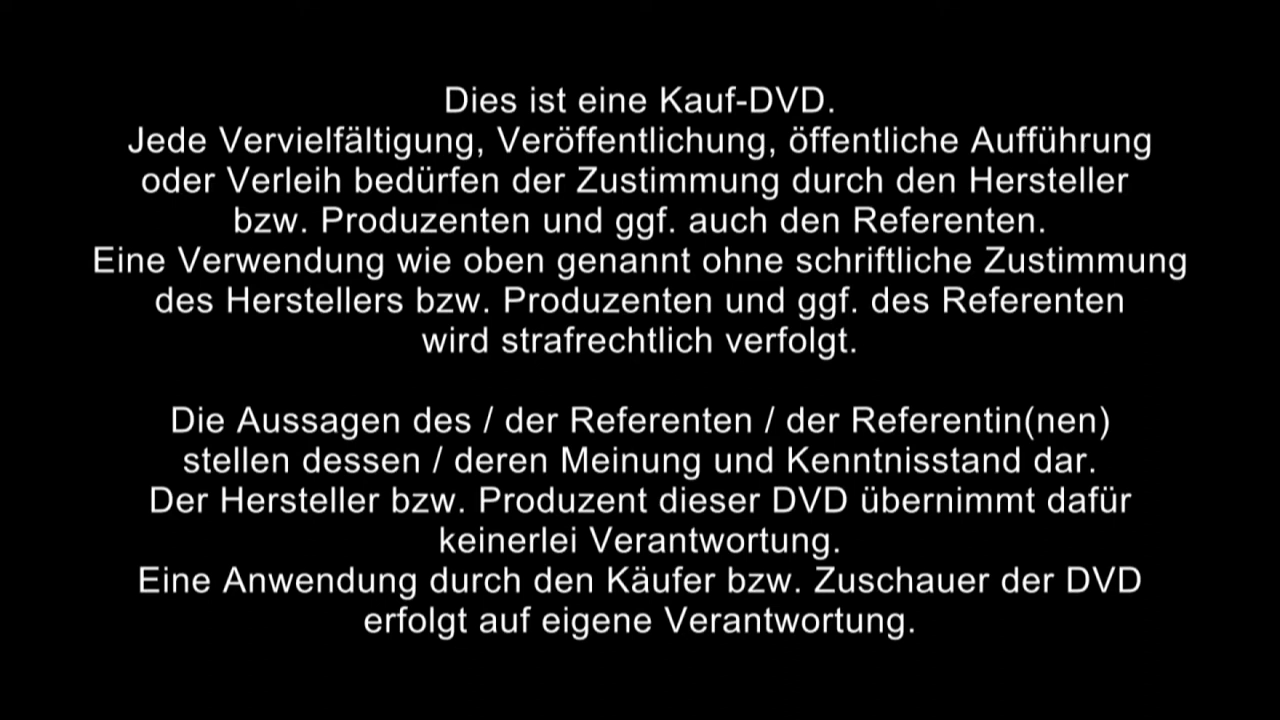 Dies ist eine Kauf-DVD.
Jede Vervielfältigung, Veröffentlichung, öffentliche Aufführung
oder Verleih bedürfen der Zustimmung durch den Hersteller
bzw. Produzenten und ggf. auch den Referenten.
Eine Verwendung wie oben genannt ohne schriftliche Zustimmung
des Herstellers bzw. Produzenten und ggf. des Referenten
wird strafrechtlich verfolgt.
Die Aussagen des / der Referenten / der Referentin(nen)
stellen dessen / deren Meinung und Kenntnisstand dar.
Der Hersteller bzw. Produzent dieser DVD übernimmt dafür
keinerlei Verantwortung.
Eine Anwendung durch den Käufer bzw. Zuschauer der DVD
erfolgt auf eigene Verantwortung.